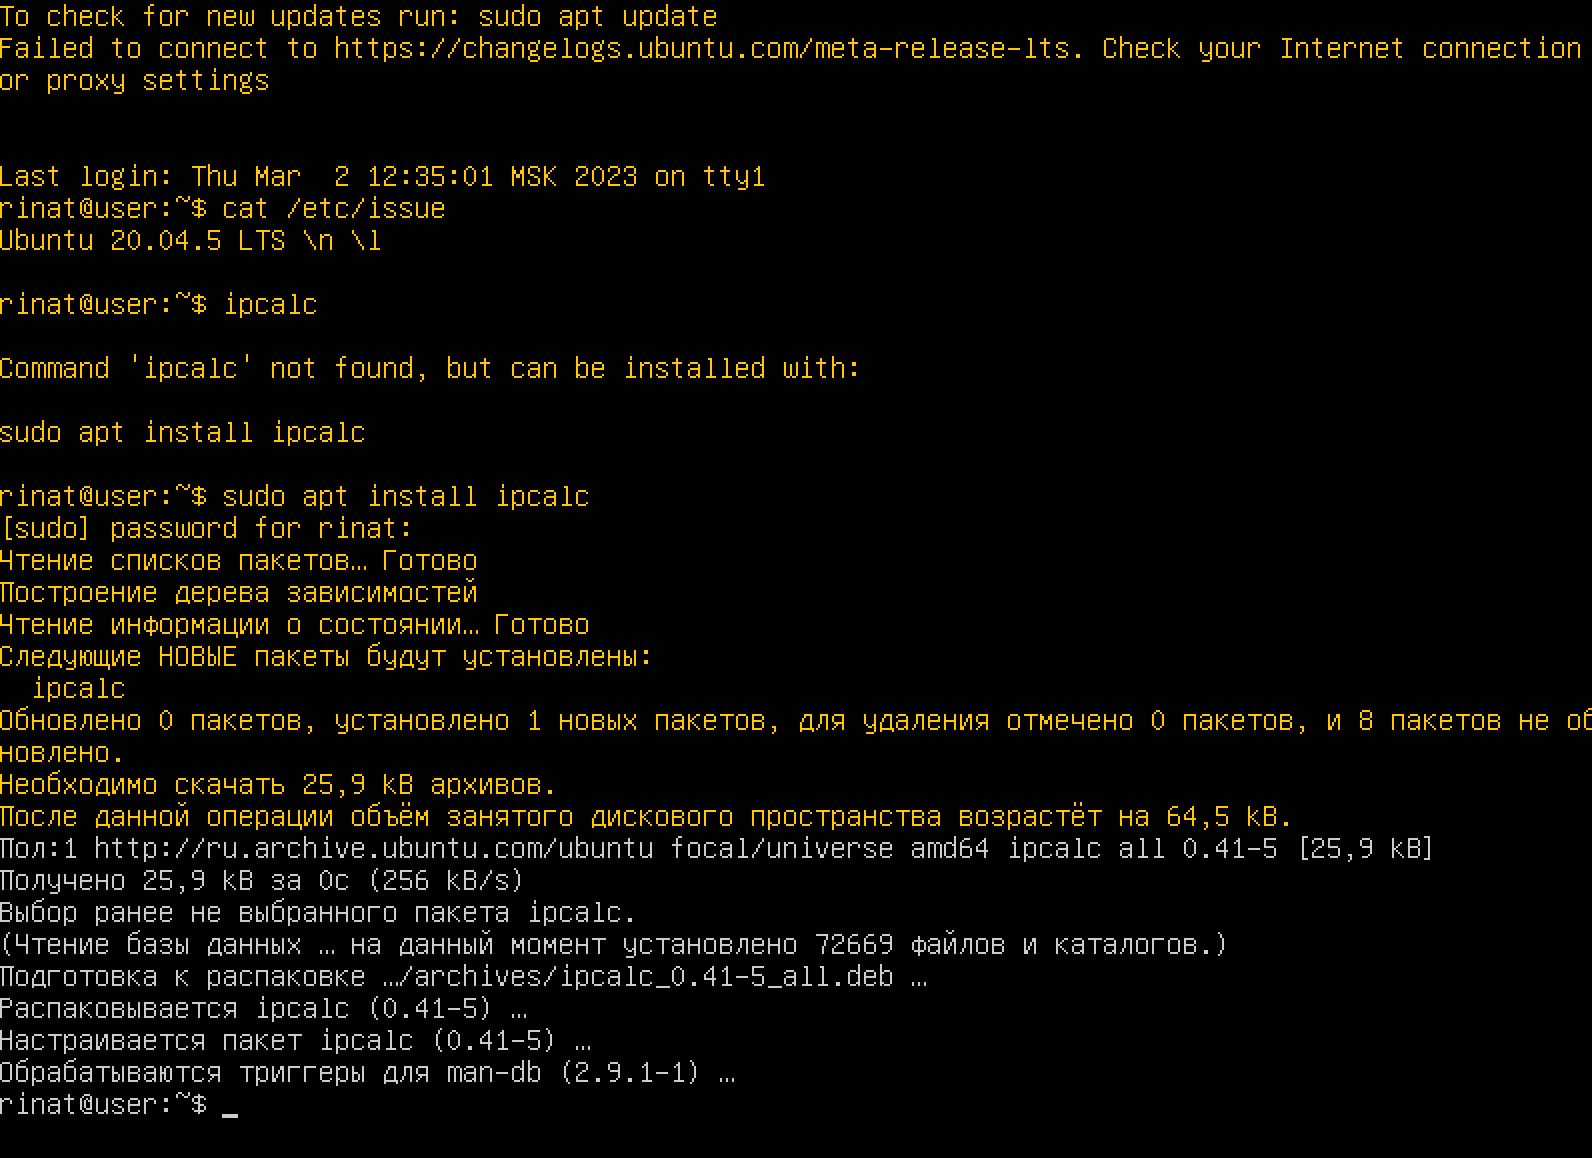 To check for new updates run: sudo apt update
Failed to connect to https://changelogs.ubuntu.com/meta-release-lts. Check your Internet connection
or proxy settings
Last login: Thu Mar  2 12:35:01 MSK 2023 on tty1
rinat@user:~$ cat /etc/issue
Ubuntu 20.04.5 LTS \n \l
rinat@user:~$ ipcalc
Command 'ipcalc' not found, but can be installed with:
sudo apt install ipcalc
rinat@user:~$ sudo apt install ipcalc
[sudo] password for rinat:
Чтение списков пакетов… Готово
Построение дерева зависимостей
Чтение информации о состоянии… Готово
Следующие НОВЫЕ пакеты будут установлены:
  ipcalc
Обновлено 0 пакетов, установлено 1 новых пакетов, для удаления отмечено 0 пакетов, и 8 пакетов не об
новлено.
Необходимо скачать 25,9 kB архивов.
После данной операции объём занятого дискового пространства возрастёт на 64,5 kB.
Пол:1 http://ru.archive.ubuntu.com/ubuntu focal/universe amd64 ipcalc all 0.41-5 [25,9 kB]
Получено 25,9 kB за 0с (256 kB/s)
Выбор ранее не выбранного пакета ipcalc.
(Чтение базы данных … на данный момент установлено 72669 файлов и каталогов.)
Подготовка к распаковке …/archives/ipcalc_0.41-5_all.deb …
Распаковывается ipcalc (0.41-5) …
Настраивается пакет ipcalc (0.41-5) …
Обрабатываются триггеры для man-db (2.9.1-1) …
rinat@user:~$ _